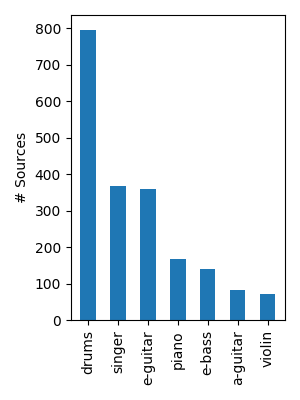 800
700
600
500
400
300
200
100
0
# Sources
drums
singer
e-guitar
piano
e-bass
a-guitar
violin